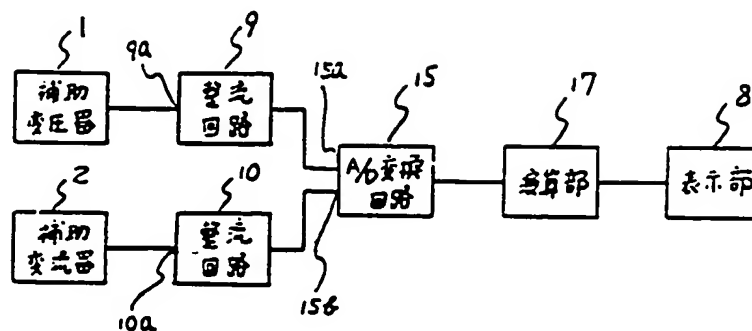 1
9
9a
補助
変圧器
整流
回路
15a
15
17
8
A/D変換
回路
演算部
表示部
2
10
補助
変流器
整流
回路
10a
15b